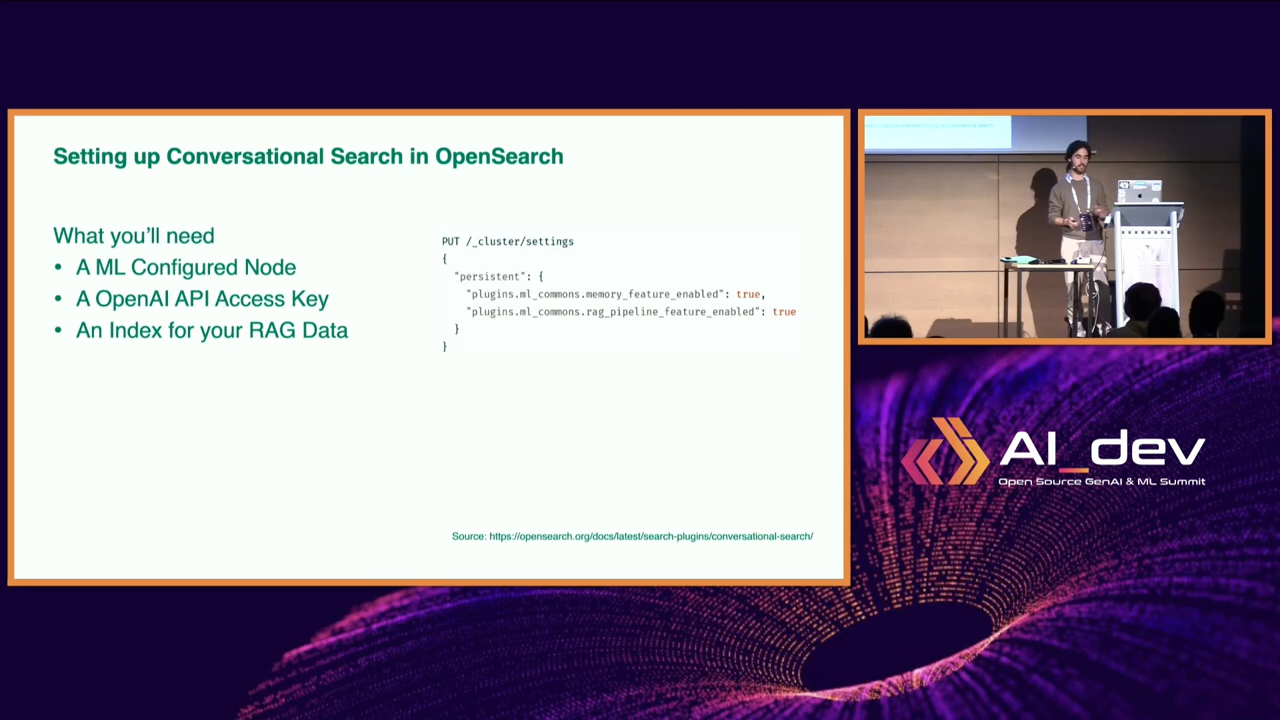 Setting up Conversational Search in OpenSearch
What you'll need
• A ML Configured Node
• A OpenAI API Access Key
• An Index for your RAG Data
PUT /_cluster/settings
{
"persistent": {
"plugins.ml_commons.memory_feature_enabled": true,
"plugins.ml_commons.rag_pipeline_feature_enabled": true
}
}
Source: https://opensearch.org/docs/latest/search-plugins/conversational-search/
AI_dev
Open Source GenAI & ML Summit